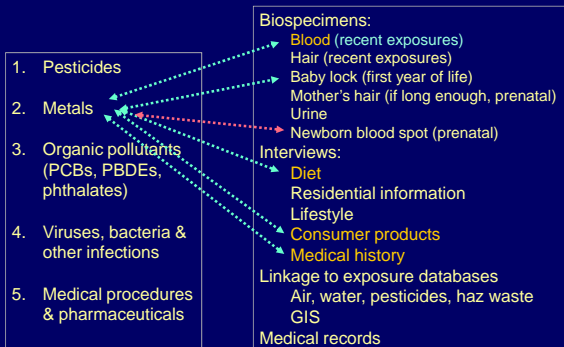 1. Pesticides
2. Metals
3. Organic pollutants
(PCBs, PBDEs,
phthalates)
4. Viruses, bacteria &
other infections
5. Medical procedures
& pharmaceuticals
Biospecimens:
Blood (recent exposures)
Hair (recent exposures)
Baby lock (first year of life)
Mother's hair (if long enough, prenatal)
Urine
Newborn blood spot (prenatal)
Interviews:
Diet
Residential information
Lifestyle
Consumer products
Medical history
Linkage to exposure databases
Air, water, pesticides, haz waste
GIS
Medical records